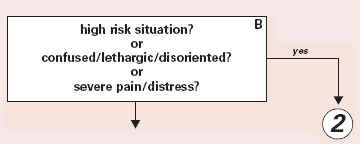 B
high risk situation?
or
confused/lethargic/disoriented?
or
severe pain/distress?
yes
2